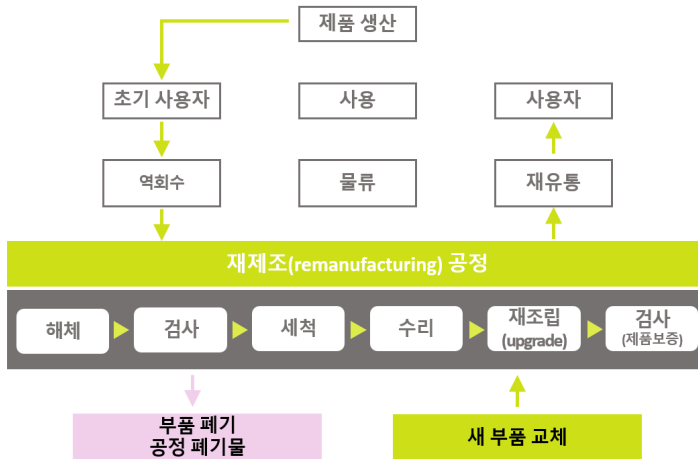 제품 생산
초기 사용자
사용
사용자
역회수
물류
재유통
재제조(remanufacturing) 공정
해체
검사
세척
수리
재조립
(upgrade)
검사
(제품보증)
부품 폐기
공정 폐기물
새 부품 교체